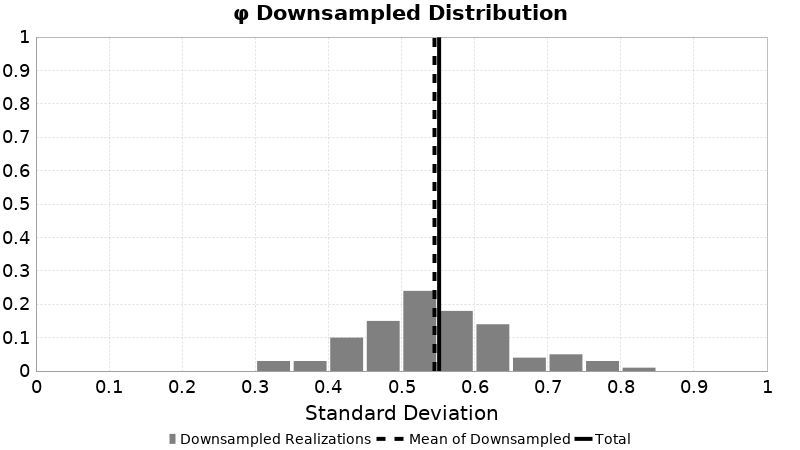 φ Downsampled Distribution
1
0.9
0.8
0.7
0.6
0.5
0.4
0.3
0.2
0.1
0
0 0.1 0.2 0.3 0.4 0.5 0.6 0.7 0.8 0.9 1
Standard Deviation
Downsampled Realizations Mean of Downsampled Total